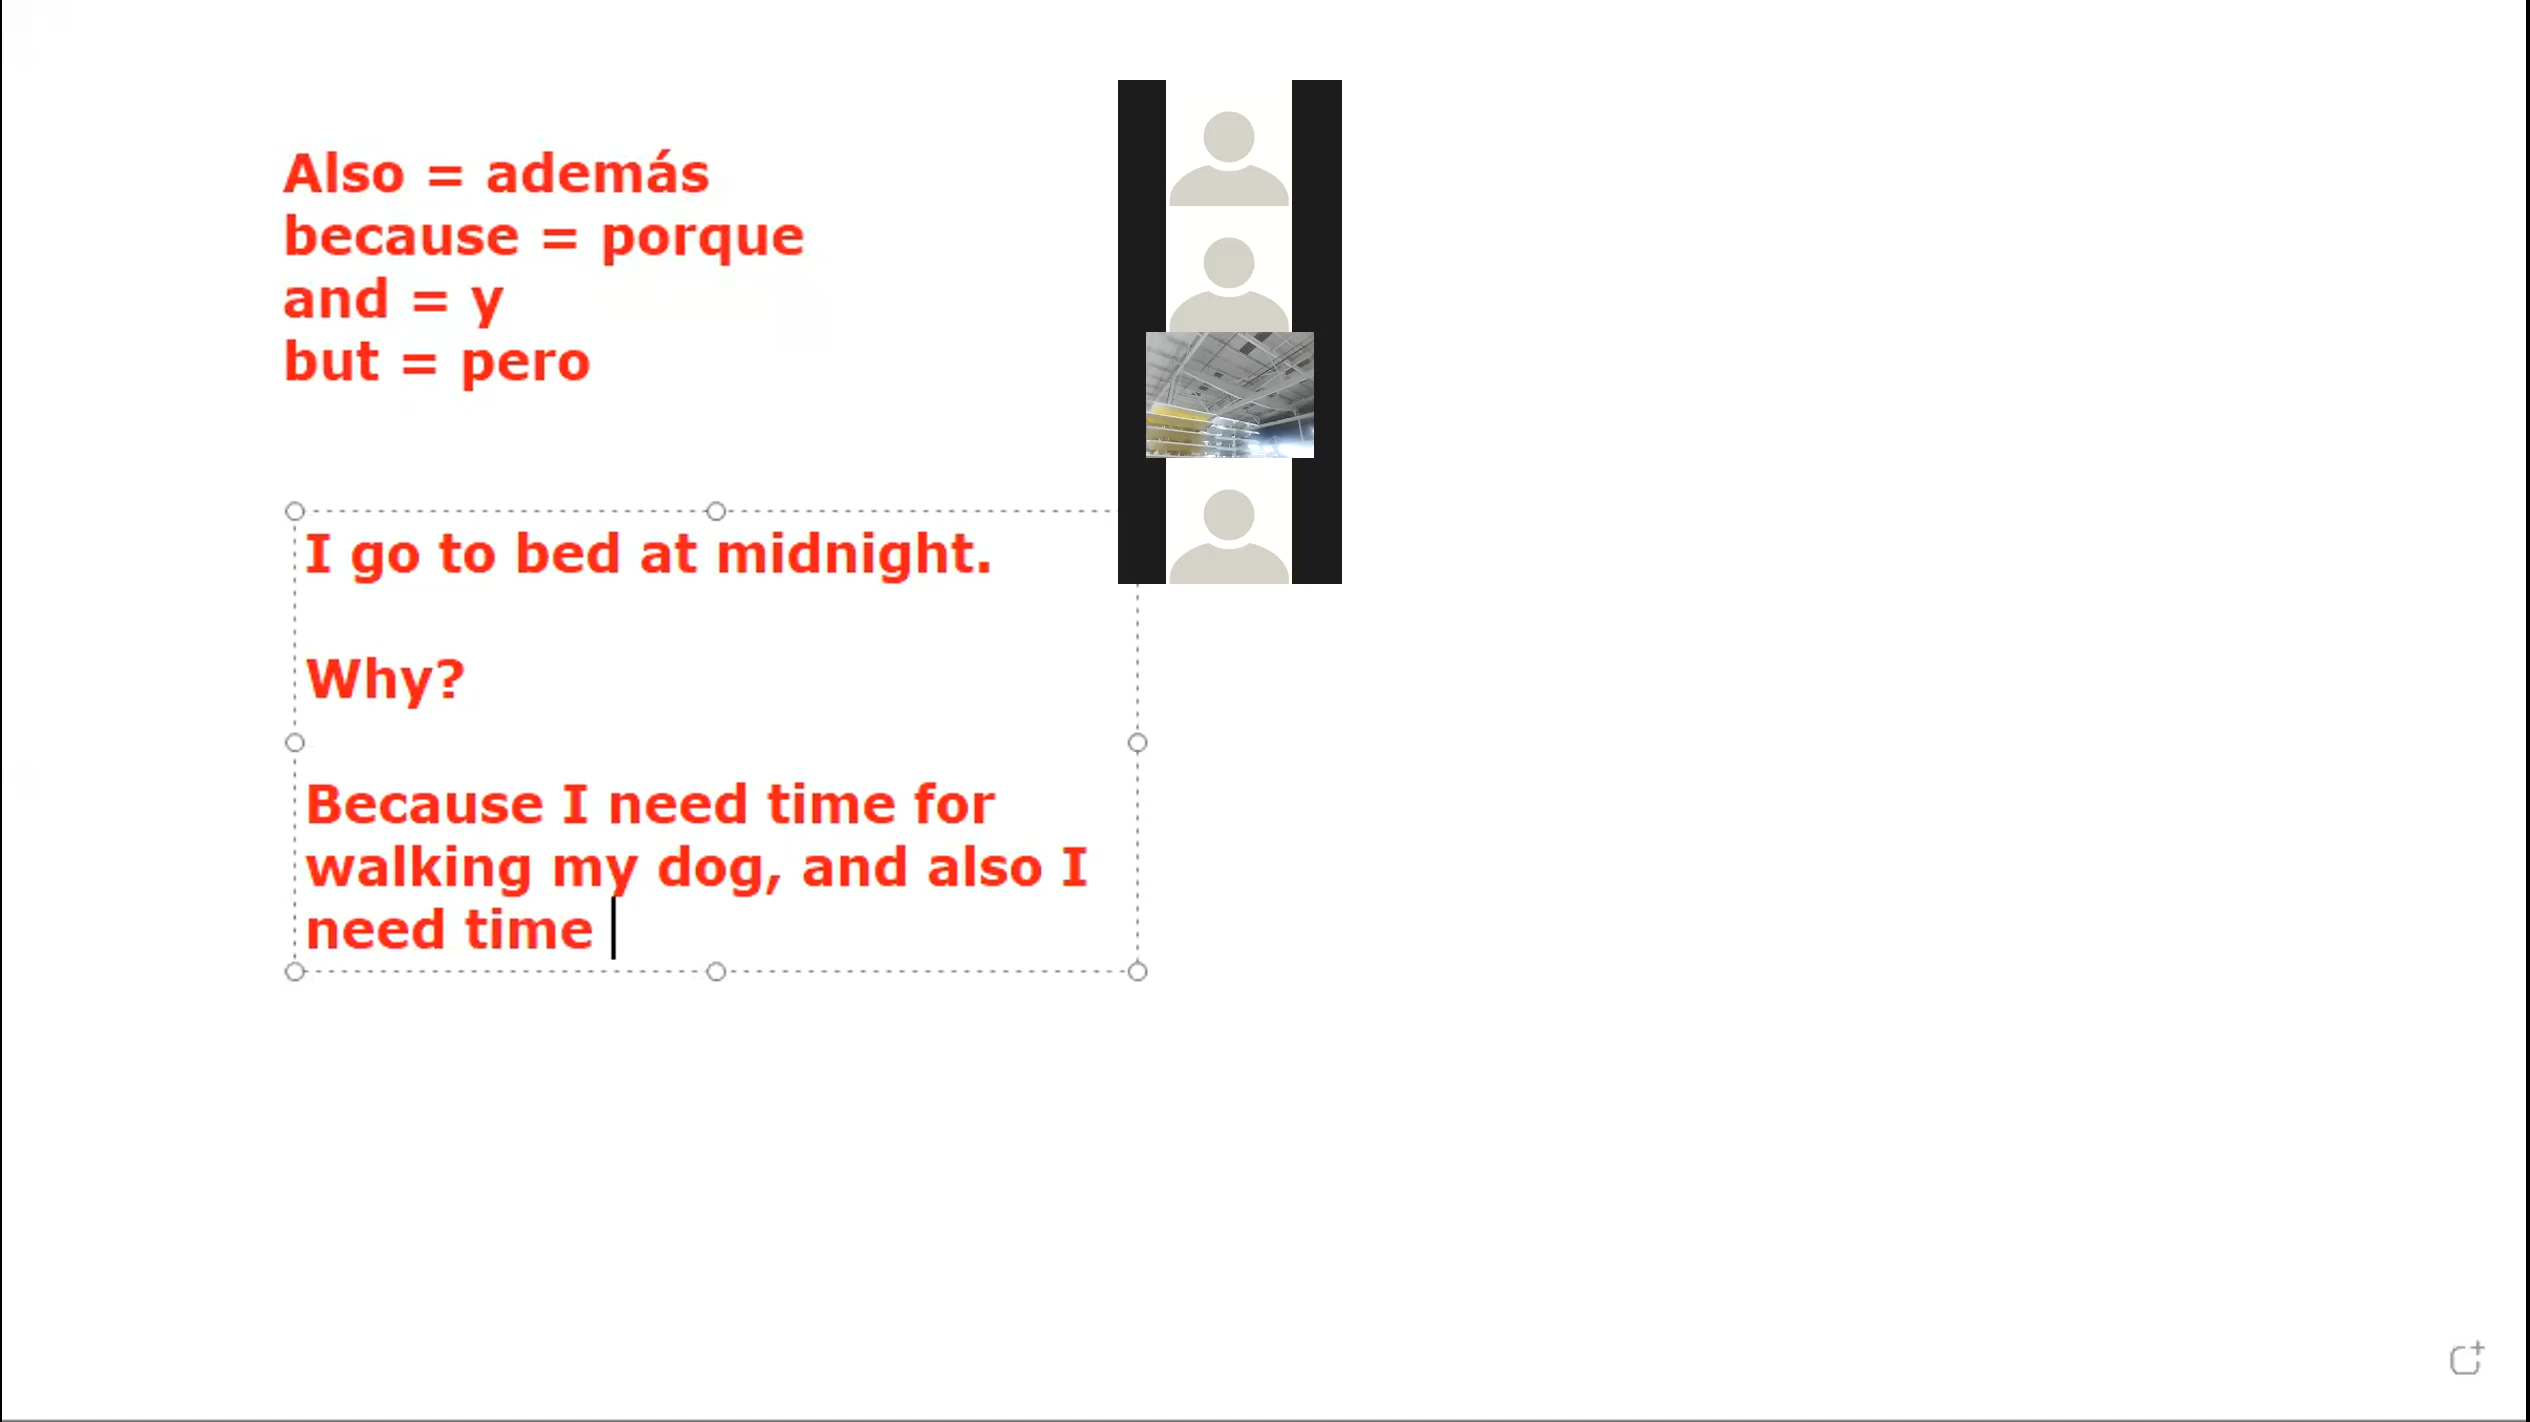 Also = además
because = porque
and = y
but = pero
I go to bed at midnight.
Why?
Because I need time for
walking my dog, and also I
need time